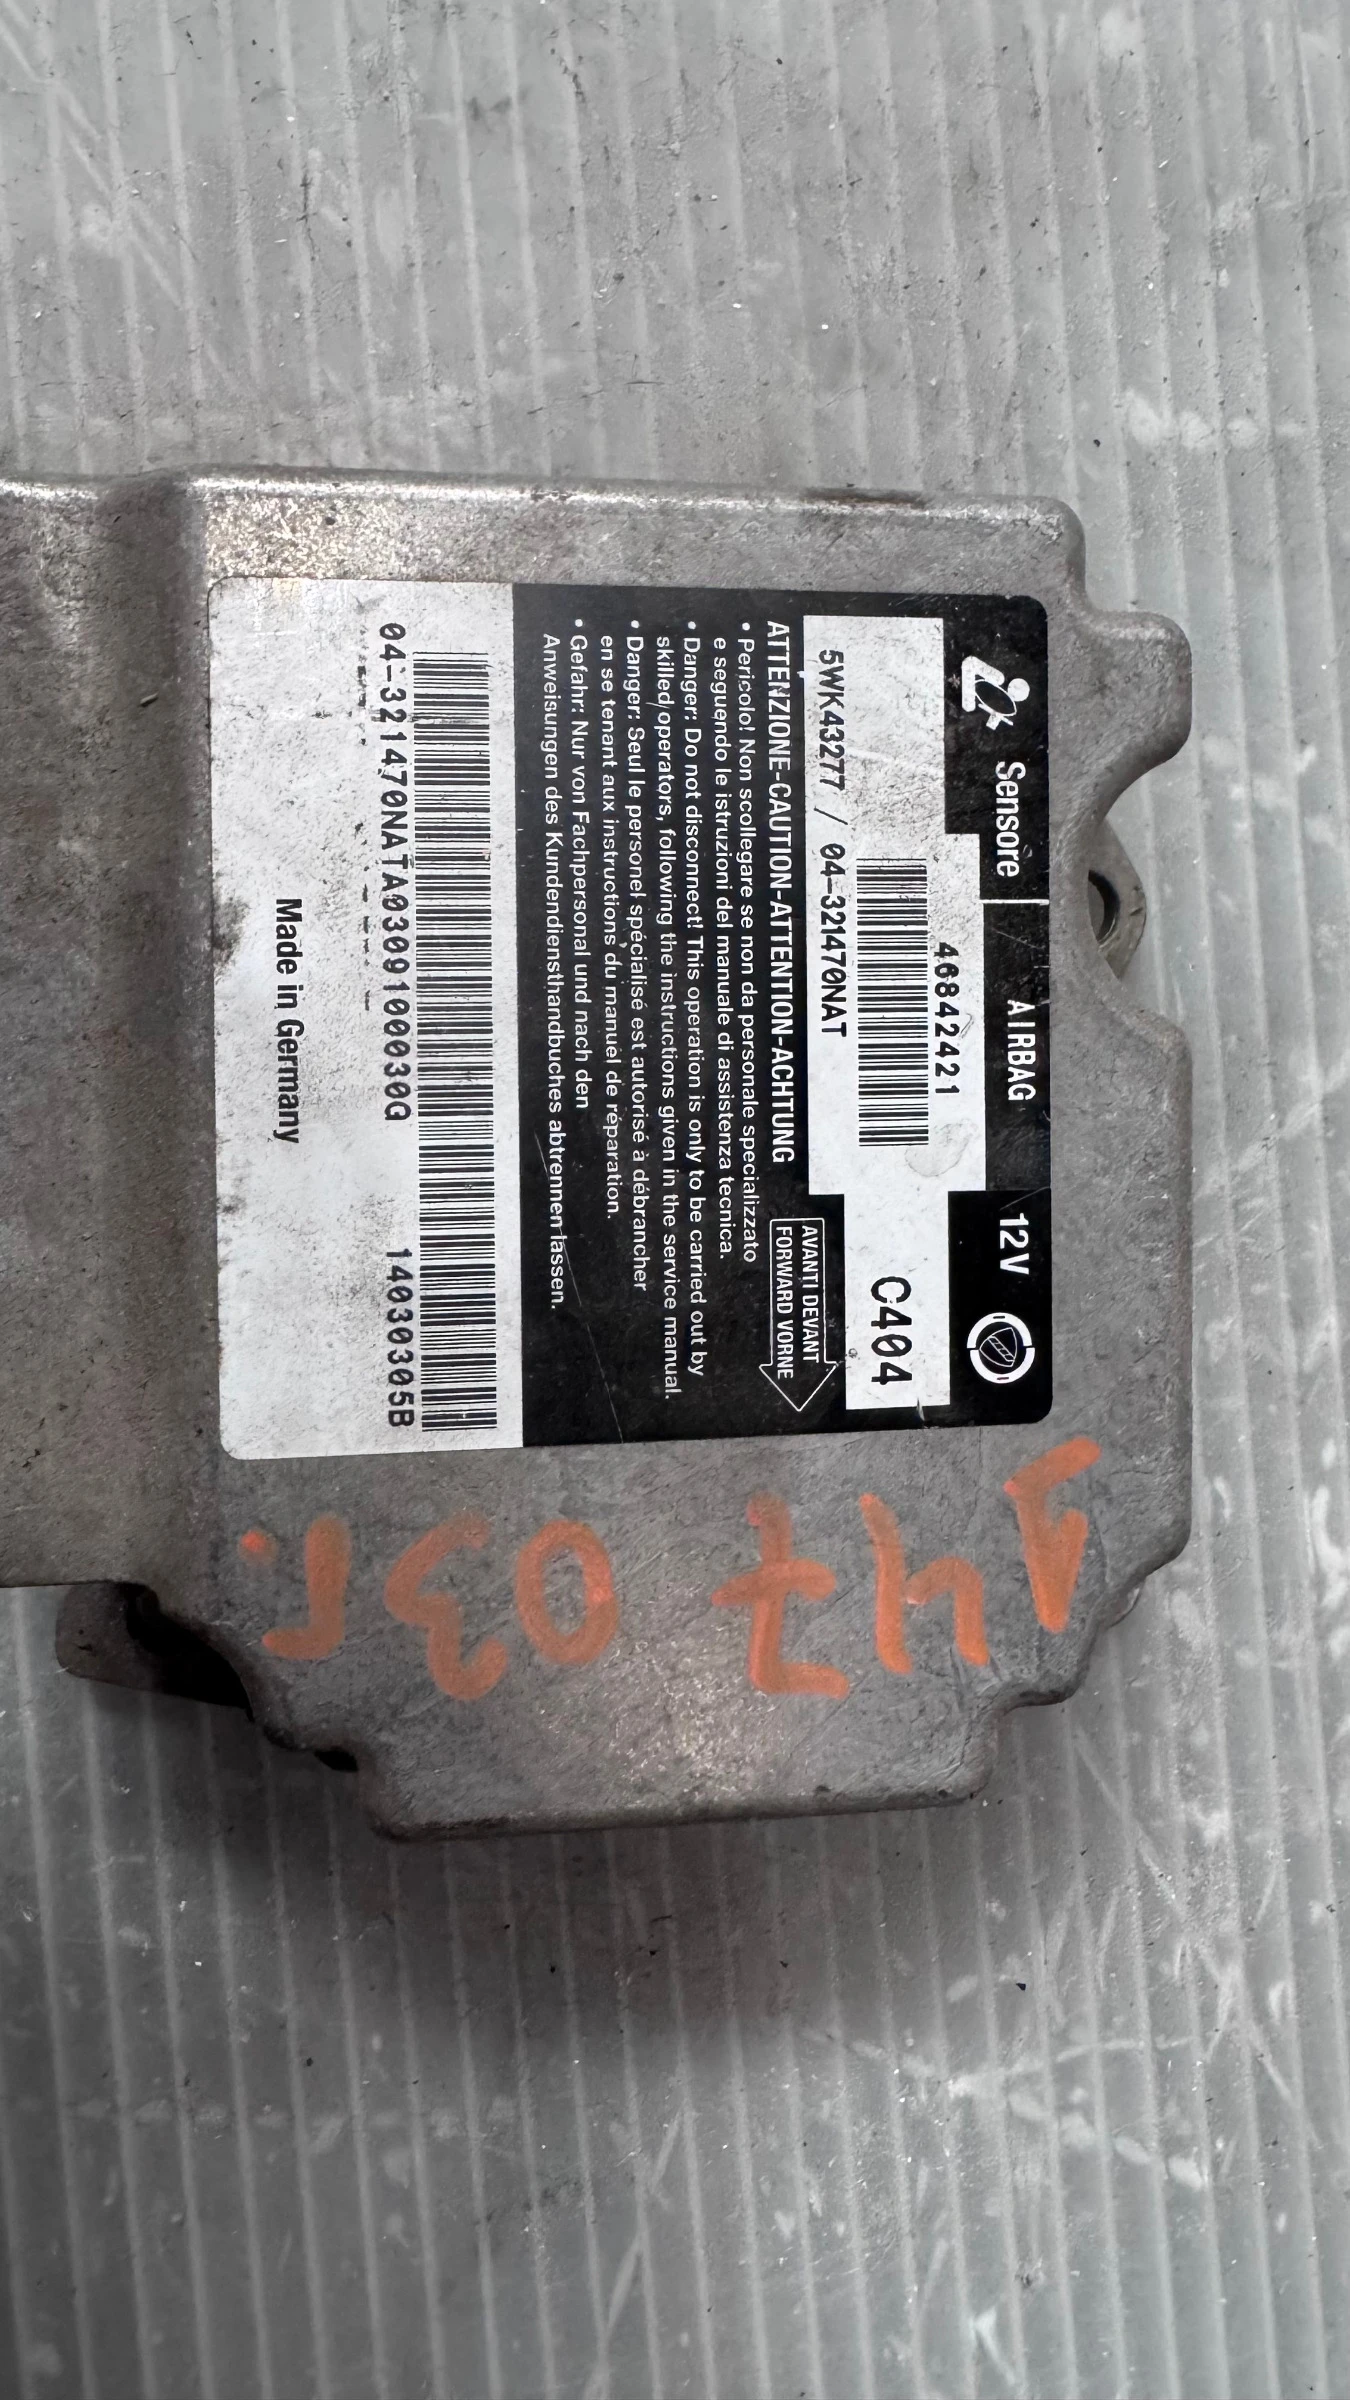 Sensore AIRBAG 12V
46842421
C404
5WK43277 / 04-321470NAT
AVANTI DEVANT
FORWARD VORNE
ATTENZIONE-CAUTION-ATTENTION-ACHTUNG
• Pericolo! Non scollegare se non da personale specializzato
e seguendo le istruzioni del manuale di assistenza tecnica.
• Danger: Do not disconnect! This operation is only to be carried out by
skilled operators, following the instructions given in the service manual.
• Danger: Seul le personel spécialisé est autorisé à débrancher
en se tenant aux instructions du manuel de réparation.
• Gefahr: Nur von Fachpersonal und nach den
Anweisungen des Kundendiensthandbuches abtrennen lassen.
04-321470NATA03091000030Q 14030305B
Made in Germany
147
03г.